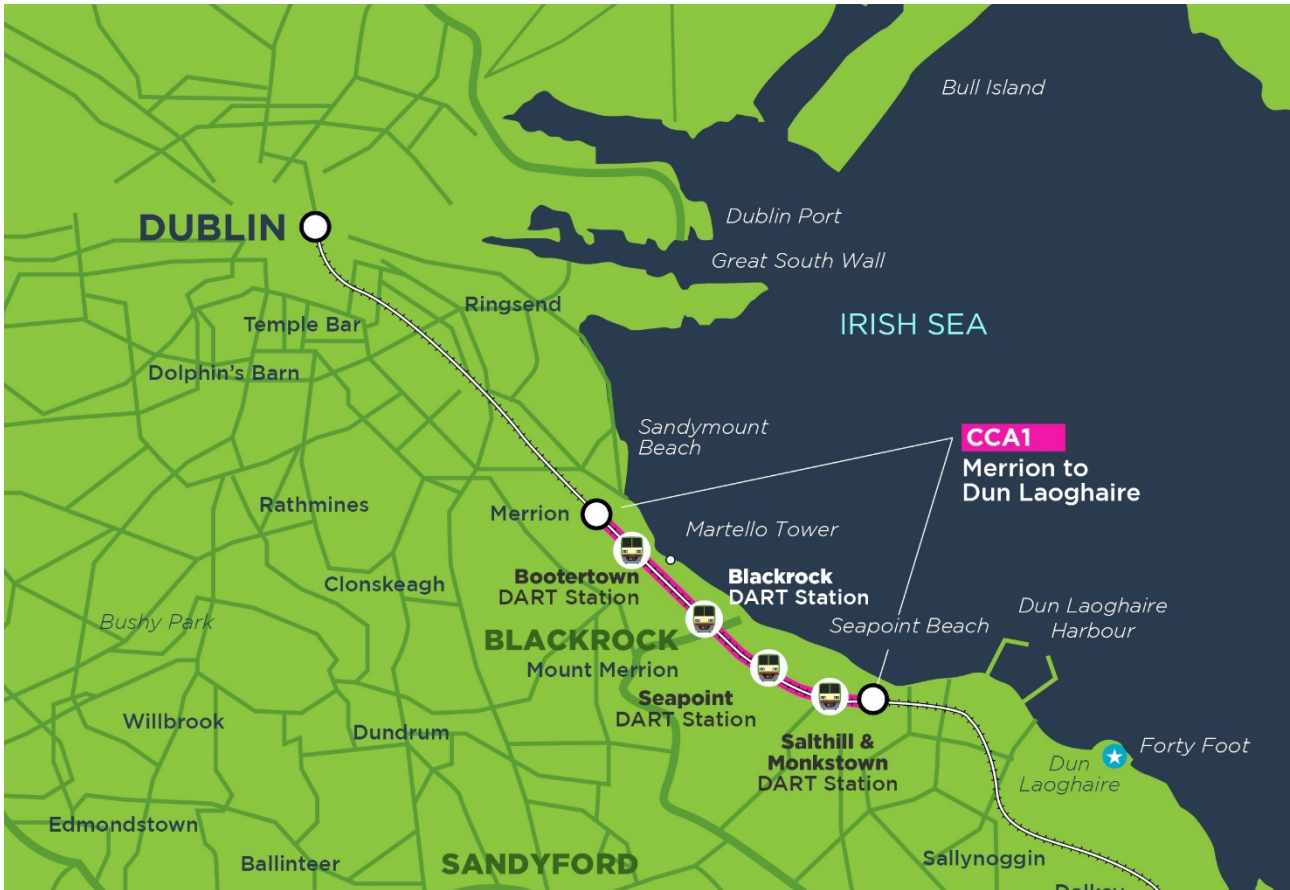 Bull Island
DUBLIN
Dublin Port
Great South Wall
Ringsend
Temple Bar
IRISH SEA
Dolphin's Barn
Sandymount
Beach
CCA1
Merrion to
Dun Laoghaire
Rathmines
Merrion
Martello Tower
Clonskeagh
Bootertown
DART Station
Blackrock
DART Station
Bushy Park
BLACKROCK
Mount Merrion
Seapoint Beach
Dun Laoghaire
Harbour
Seapoint
DART Station
Willbrook
Dundrum
Salthill &
Monkstown
DART Station
Forty Foot
Dun
Laoghaire
Edmondstown
Ballinteer
SANDYFORD
Sallynoggin
Dalkey